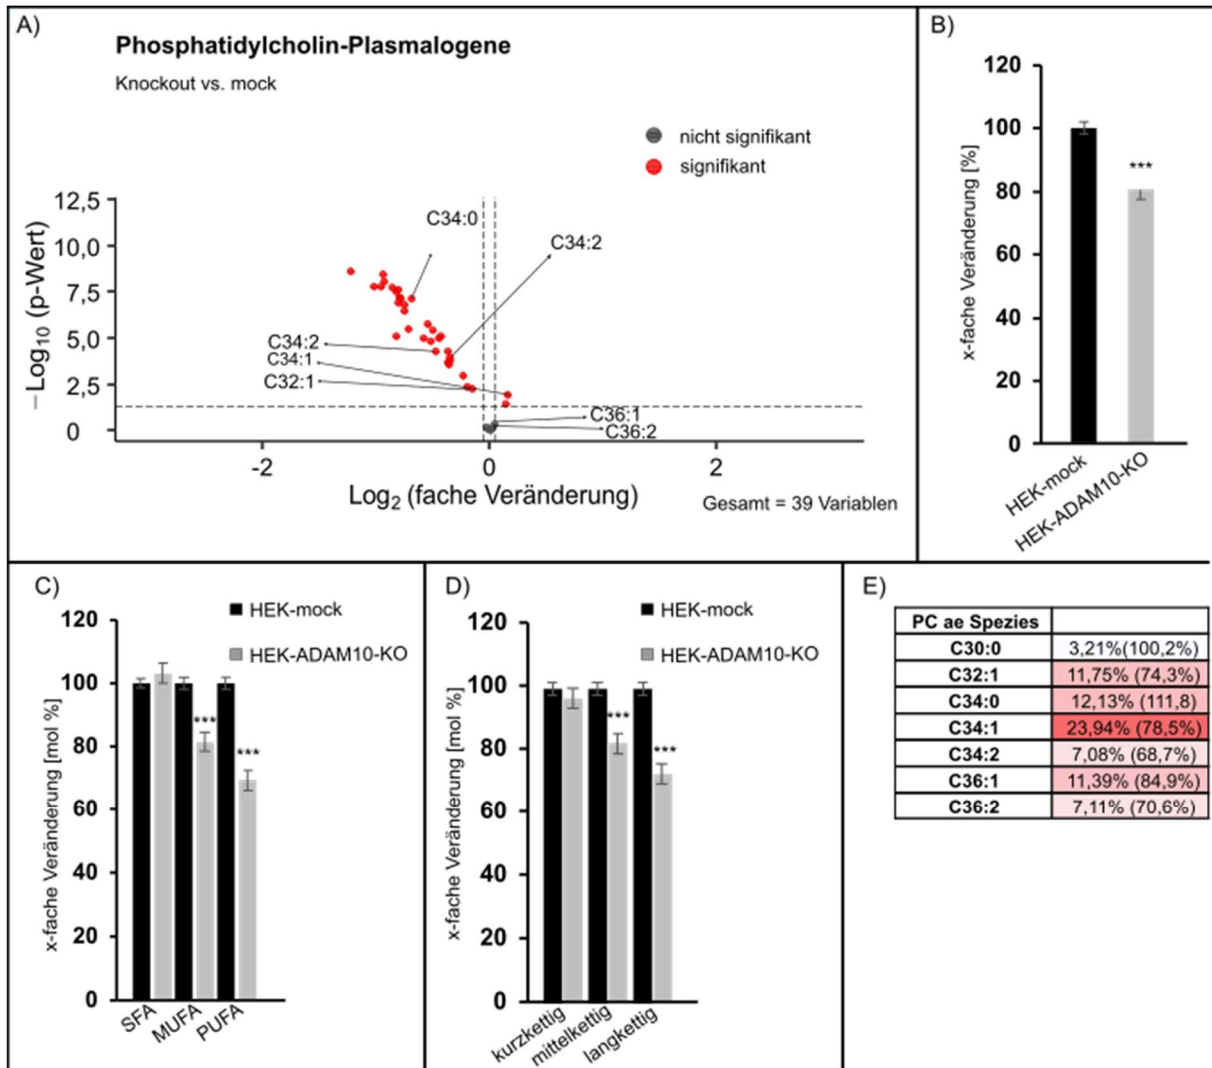 A)
Phosphatidylcholin-Plasmalogene
Knockout vs. mock
nicht signifikant
signifikant
–Log10 (p-Wert)
12,5
10,0
7,5
5,0
2,5
0
C34:0
C34:2
C34:2
C34:1
C32:1
C36:1
C36:2
-2
0
2
Log2 (fache Veränderung)
Gesamt = 39 Variablen
B)
x-fache Veränderung [%]
120
100
80
60
40
20
0
***
HEK-mock
HEK-ADAM10-KO
C)
HEK-mock
HEK-ADAM10-KO
x-fache Veränderung [mol %]
120
100
80
60
40
20
0
***
***
SFA
MUFA
PUFA
D)
HEK-mock
HEK-ADAM10-KO
x-fache Veränderung [mol %]
120
100
80
60
40
20
0
***
***
kurzkettig
mittelkettig
langkettig
E)
PC ae Spezies
C30:0 3,21%(100,2%)
C32:1 11,75% (74,3%)
C34:0 12,13% (111,8)
C34:1 23,94% (78,5%)
C34:2 7,08% (68,7%)
C36:1 11,39% (84,9%)
C36:2 7,11% (70,6%)